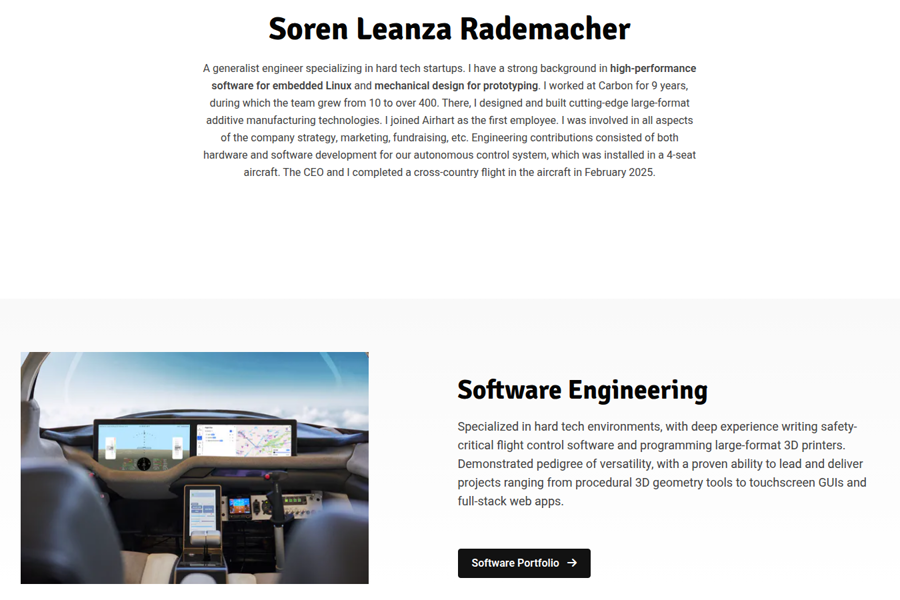 Soren Leanza Rademacher
A generalist engineer specializing in hard tech startups. I have a strong background in high-performance
software for embedded Linux and mechanical design for prototyping. I worked at Carbon for 9 years,
during which the team grew from 10 to over 400. There, I designed and built cutting-edge large-format
additive manufacturing technologies. I joined Airhart as the first employee. I was involved in all aspects
of the company strategy, marketing, fundraising, etc. Engineering contributions consisted of both
hardware and software development for our autonomous control system, which was installed in a 4-seat
aircraft. The CEO and I completed a cross-country flight in the aircraft in February 2025.
Software Engineering
Specialized in hard tech environments, with deep experience writing safety-
critical flight control software and programming large-format 3D printers.
Demonstrated pedigree of versatility, with a proven ability to lead and deliver
projects ranging from procedural 3D geometry tools to touchscreen GUIs and
full-stack web apps.
Software Portfolio